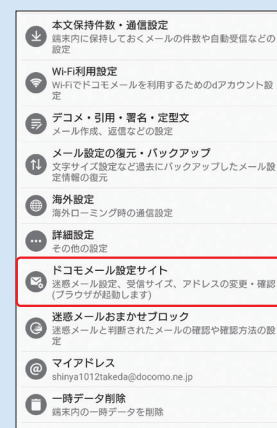 本文保持件数・通信設定
端末内に保持しておくメールの件数や自動受信などの
設定
Wi-Fi利用設定
Wi-Fiでドコモメールを利用するためのdアカウント設
定
デコメ・引用・署名・定型文
メール作成、返信などの設定
メール設定の復元・バックアップ
文字サイズ設定など過去にバックアップしたメール設
定情報の復元
海外設定
海外ローミング時の通信設定
詳細設定
その他の設定
ドコモメール設定サイト
迷惑メール設定、受信サイズ、アドレスの変更・確認
(ブラウザが起動します)
迷惑メールおまかせブロック
迷惑メールと判断されたメールの確認や確認方法の設
定
マイアドレス
shinya1012takeda@docomo.ne.jp
一時データ削除
端末内の一時データを削除